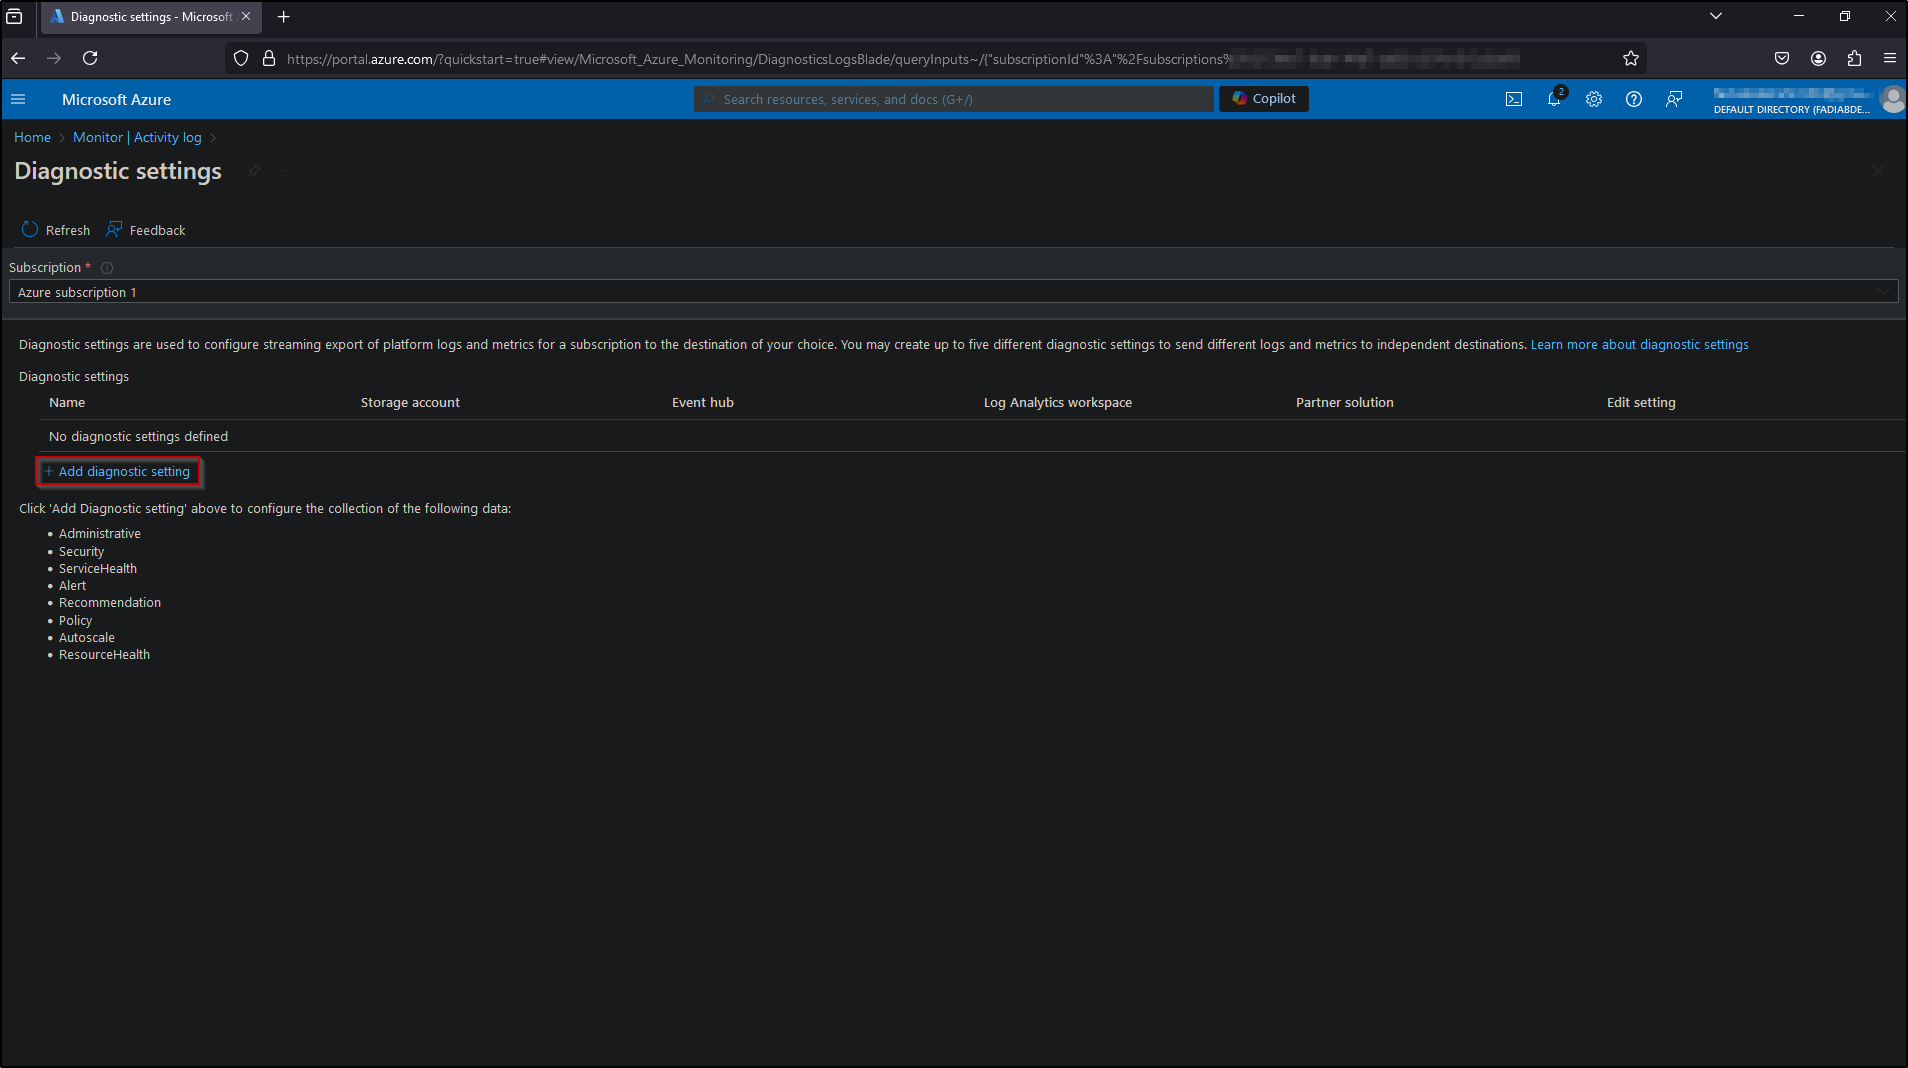 Diagnostic settings - Microsoft
https://portal.azure.com/?quickstart=true#view/Microsoft_Azure_Monitoring/DiagnosticsLogsBlade/queryInputs~/{"subscriptionId"%3A"%2Fsubscriptions%
Microsoft Azure
Search resources, services, and docs (G+/)
Copilot
2
DEFAULT DIRECTORY (FADIABDE...
Home > Monitor | Activity log >
Diagnostic settings
Refresh
Feedback
Subscription *
Azure subscription 1
Diagnostic settings are used to configure streaming export of platform logs and metrics for a subscription to the destination of your choice. You may create up to five different diagnostic settings to send different logs and metrics to independent destinations. Learn more about diagnostic settings
Diagnostic settings
Name Storage account Event hub Log Analytics workspace Partner solution Edit setting
No diagnostic settings defined
+ Add diagnostic setting
Click 'Add Diagnostic setting' above to configure the collection of the following data:
• Administrative
• Security
• ServiceHealth
• Alert
• Recommendation
• Policy
• Autoscale
• ResourceHealth